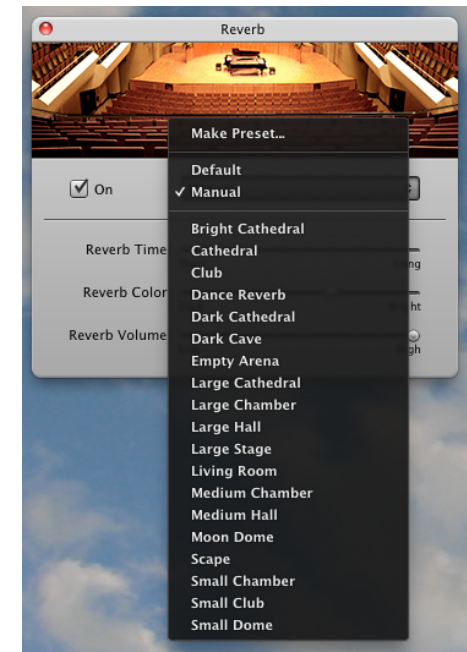 Reverb
Make Preset...
Default
On
✓ Manual
Bright Cathedral
Reverb Time
Cathedral
Club
Reverb Color
Dance Reverb
Dark Cathedral
Reverb Volume
Dark Cave
Empty Arena
Large Cathedral
Large Chamber
Large Hall
Large Stage
Living Room
Medium Chamber
Medium Hall
Moon Dome
Scape
Small Chamber
Small Club
Small Dome